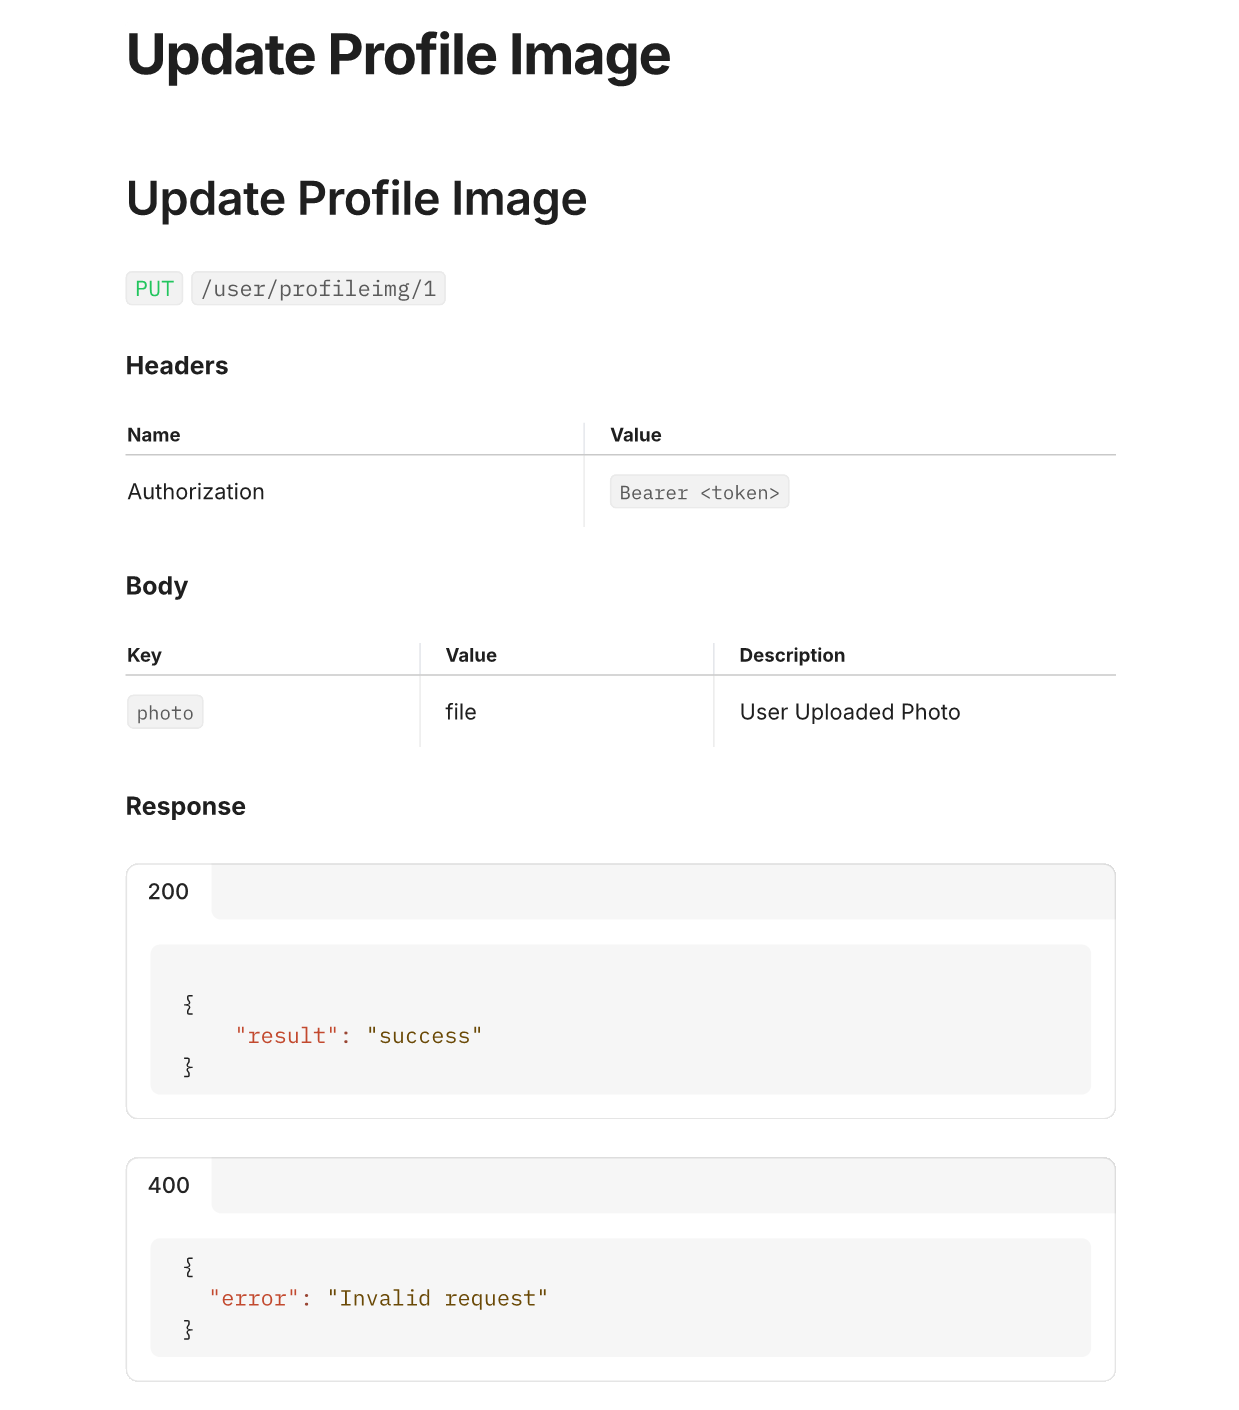 Update Profile Image
Update Profile Image
PUT /user/profileimg/1
Headers
Name Value
Authorization Bearer <token>
Body
Key Value Description
photo file User Uploaded Photo
Response
200
{
"result": "success"
}
400
{
"error": "Invalid request"
}